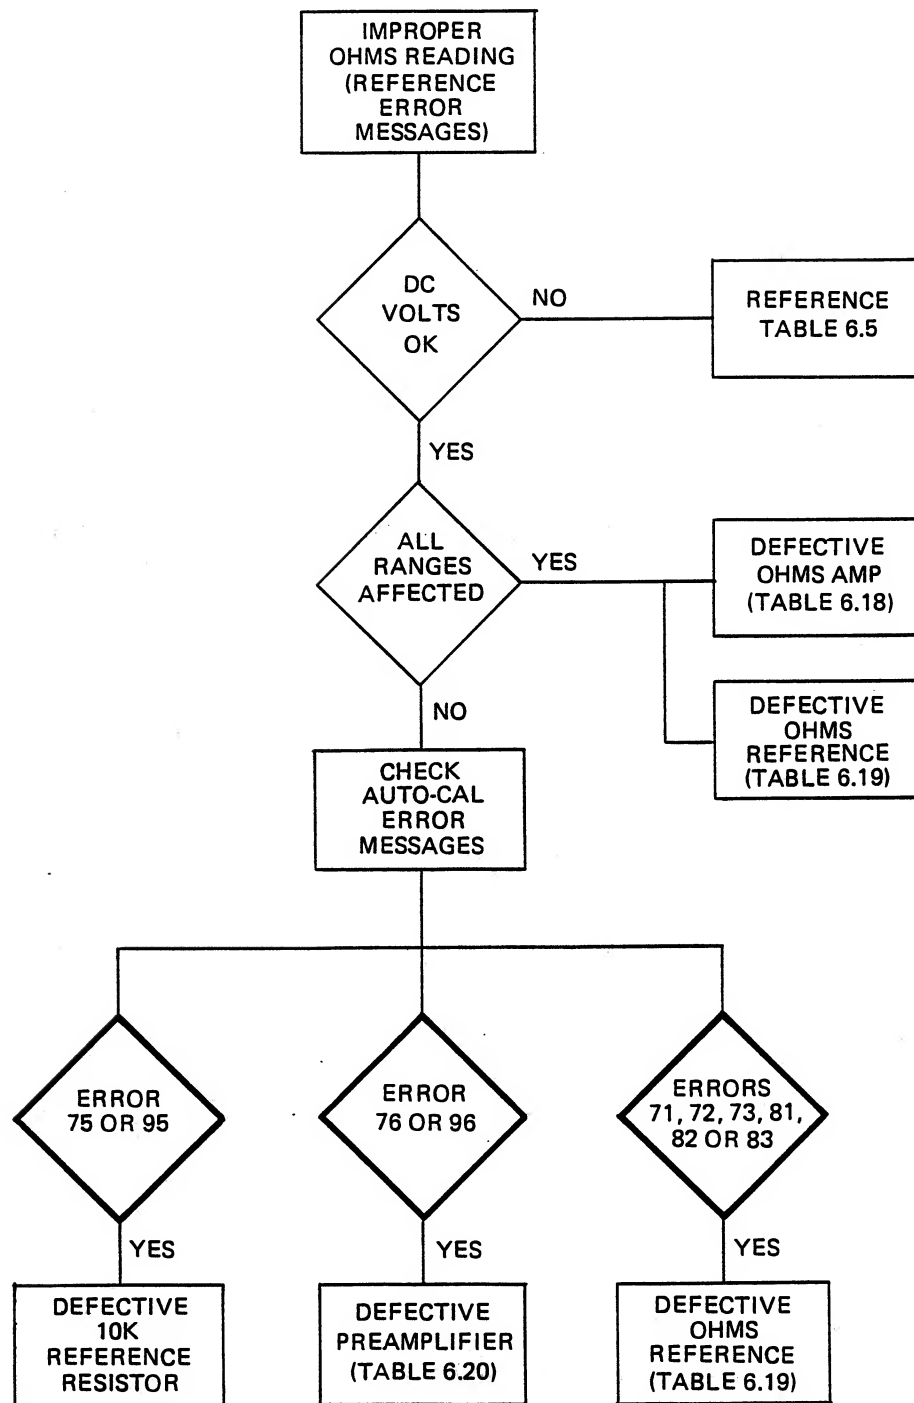 IMPROPER
OHMS READING
(REFERENCE
ERROR
MESSAGES)
DC
VOLTS
OK
NO
REFERENCE
TABLE 6.5
YES
ALL
RANGES
AFFECTED
YES
DEFECTIVE
OHMS AMP
(TABLE 6.18)
DEFECTIVE
OHMS
REFERENCE
(TABLE 6.19)
NO
CHECK
AUTO-CAL
ERROR
MESSAGES
ERROR
75 OR 95
ERROR
76 OR 96
ERRORS
71, 72, 73, 81,
82 OR 83
YES
YES
YES
DEFECTIVE
10K
REFERENCE
RESISTOR
DEFECTIVE
PREAMPLIFIER
(TABLE 6.20)
DEFECTIVE
OHMS
REFERENCE
(TABLE 6.19)